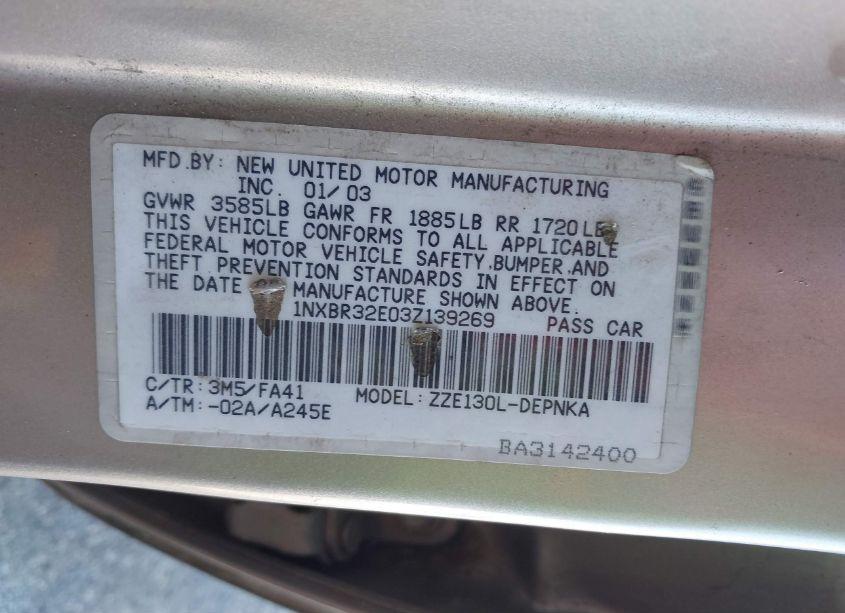 MFD.BY: NEW UNITED MOTOR MANUFACTURING
INC. 01/03
GVWR 3585LB GAWR FR 1885LB RR 1720LB
THIS VEHICLE CONFORMS TO ALL APPLICABLE
FEDERAL MOTOR VEHICLE SAFETY,BUMPER,AND
THEFT PREVENTION STANDARDS IN EFFECT ON
THE DATE MANUFACTURE SHOWN ABOVE.
1NXBR32E03Z139269 PASS CAR
C/TR: 3M5/FA41 MODEL: ZZE130L-DEPNKA
A/TM: -02A/A245E
BA3142400